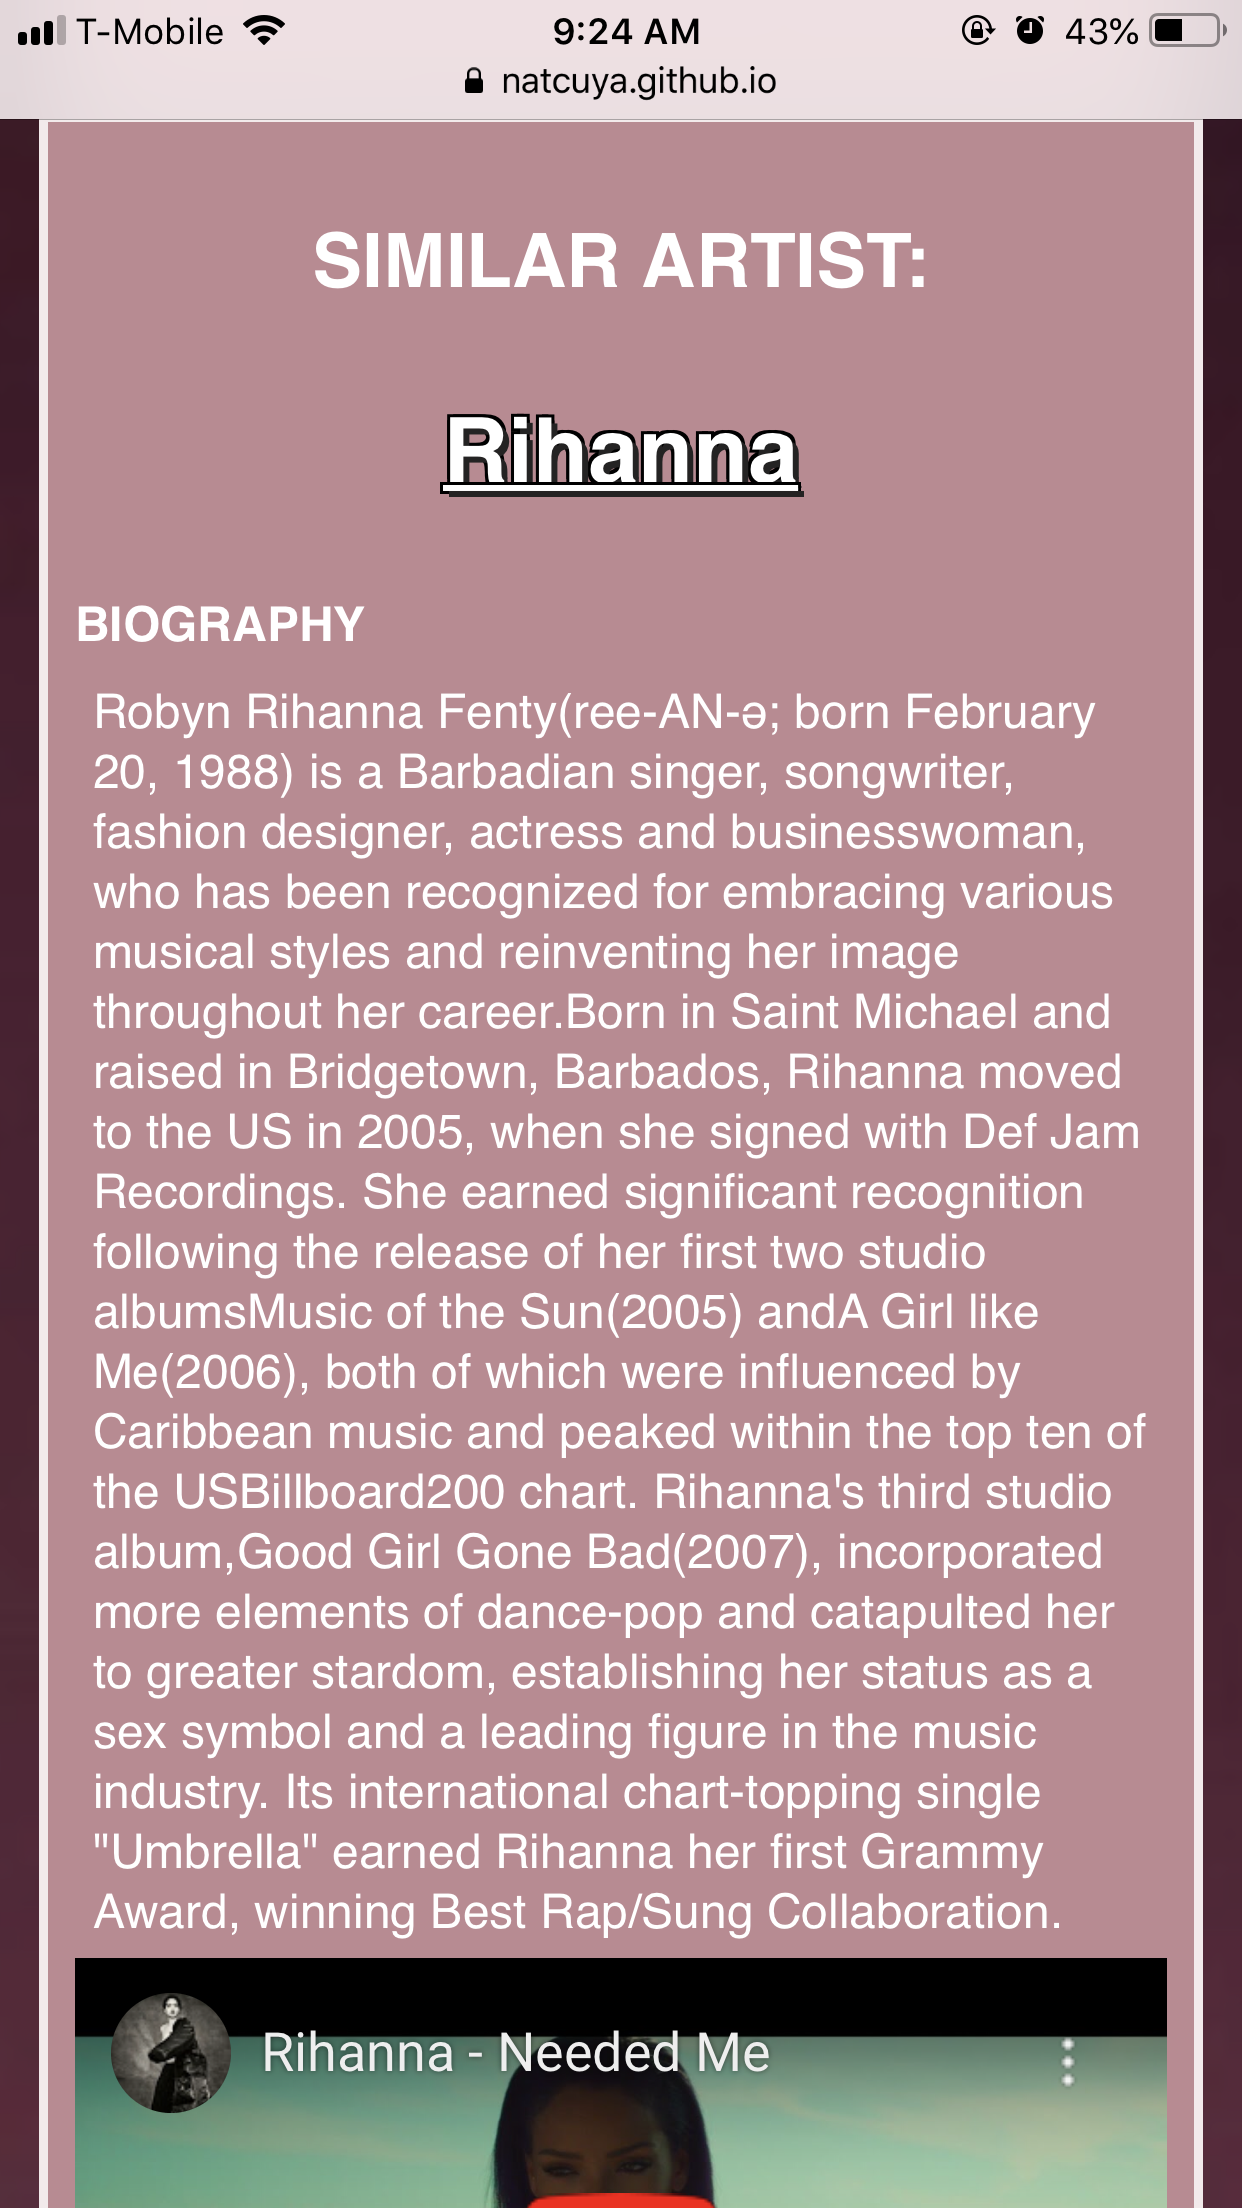 T-Mobile 9:24 AM 43%
natcuya.github.io
SIMILAR ARTIST:
Rihanna
BIOGRAPHY
Robyn Rihanna Fenty(ree-AN-ə; born February
20, 1988) is a Barbadian singer, songwriter,
fashion designer, actress and businesswoman,
who has been recognized for embracing various
musical styles and reinventing her image
throughout her career.Born in Saint Michael and
raised in Bridgetown, Barbados, Rihanna moved
to the US in 2005, when she signed with Def Jam
Recordings. She earned significant recognition
following the release of her first two studio
albumsMusic of the Sun(2005) andA Girl like
Me(2006), both of which were influenced by
Caribbean music and peaked within the top ten of
the USBillboard200 chart. Rihanna's third studio
album,Good Girl Gone Bad(2007), incorporated
more elements of dance-pop and catapulted her
to greater stardom, establishing her status as a
sex symbol and a leading figure in the music
industry. Its international chart-topping single
"Umbrella" earned Rihanna her first Grammy
Award, winning Best Rap/Sung Collaboration.
Rihanna - Needed Me